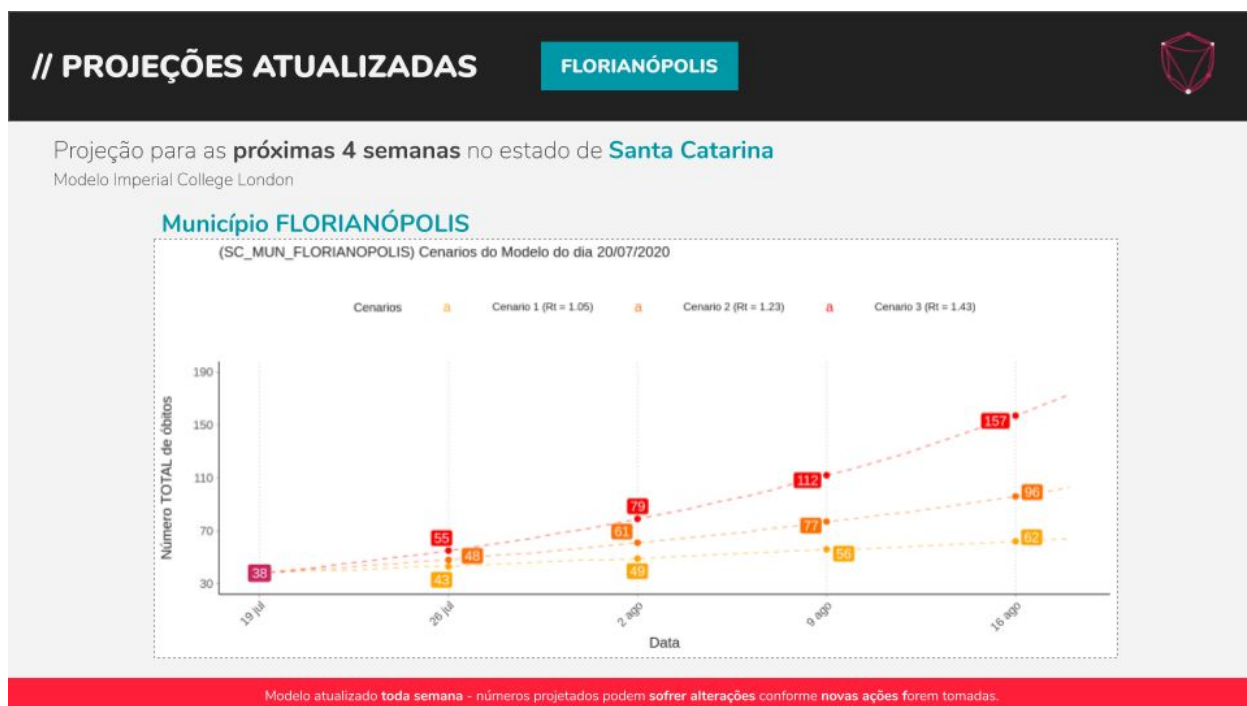 // PROJEÇÕES ATUALIZADAS
FLORIANÓPOLIS
Projeção para as próximas 4 semanas no estado de Santa Catarina
Modelo Imperial College London
Município FLORIANÓPOLIS
(SC_MUN_FLORIANOPOLIS) Cenarios do Modelo do dia 20/07/2020
Cenarios a Cenario 1 (Rt = 1.05) a Cenario 2 (Rt = 1.23) a Cenario 3 (Rt = 1.43)
Número TOTAL de óbitos
190
150
110
70
30
38
55
48
43
79
61
49
112
77
56
157
96
62
19 jul
26 jul
2 ago
9 ago
16 ago
Data
Modelo atualizado toda semana - números projetados podem sofrer alterações conforme novas ações forem tomadas.